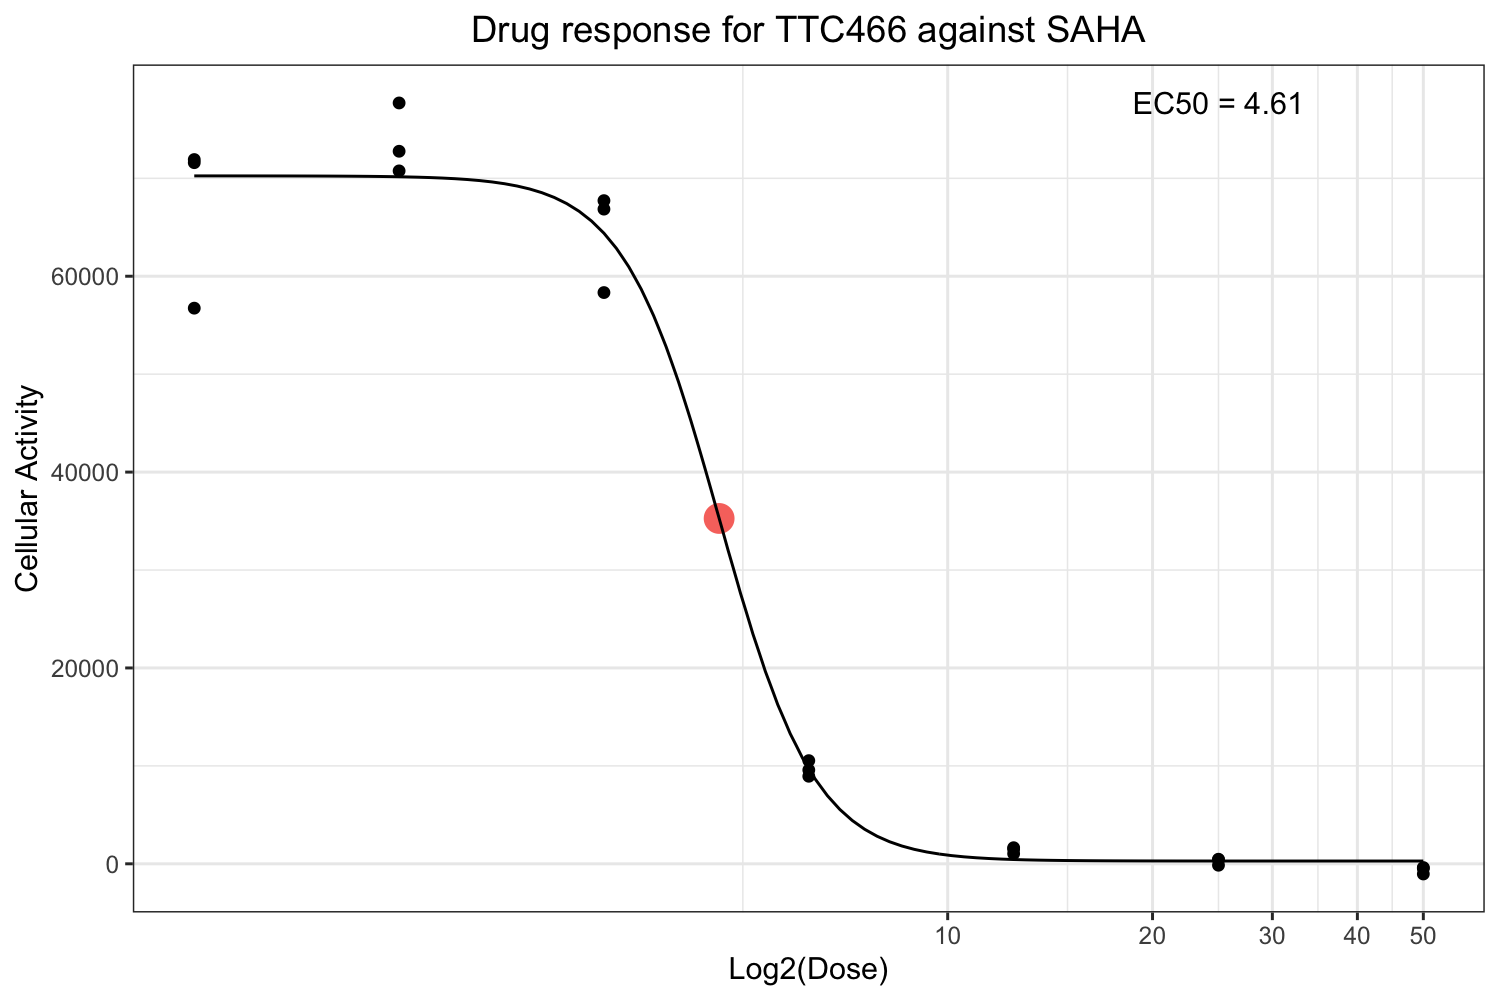 Drug response for TTC466 against SAHA
EC50 = 4.61
60000
40000
20000
0
Cellular Activity
10 20 30 40 50
Log2(Dose)